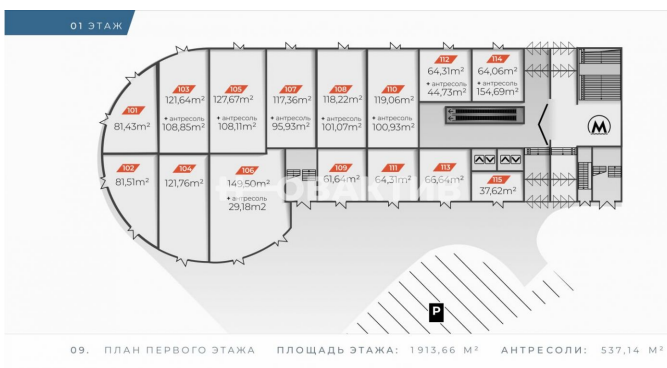 01 ЭТАЖ
112
64,31m²
+ антресоль
44,73m²
114
64,06m²
+ антресоль
154,69m²
103
121,64m²
+ антресоль
108,85m²
105
127,67m²
+ антресоль
108,11m²
107
117,36m²
+ антресоль
95,93m²
108
118,22m²
+ антресоль
101,07m²
110
119,06m²
+ антресоль
100,93m²
101
81,43m²
M
102
81,51m²
104
121,76m²
106
149,50m²
+ антресоль
29,18m2
109
61,64m²
111
64,31m²
113
66,64m²
115
37,62m²
P
09. ПЛАН ПЕРВОГО ЭТАЖА ПЛОЩАДЬ ЭТАЖА: 1913,66 М² АНТРЕСОЛИ: 537,14 М²